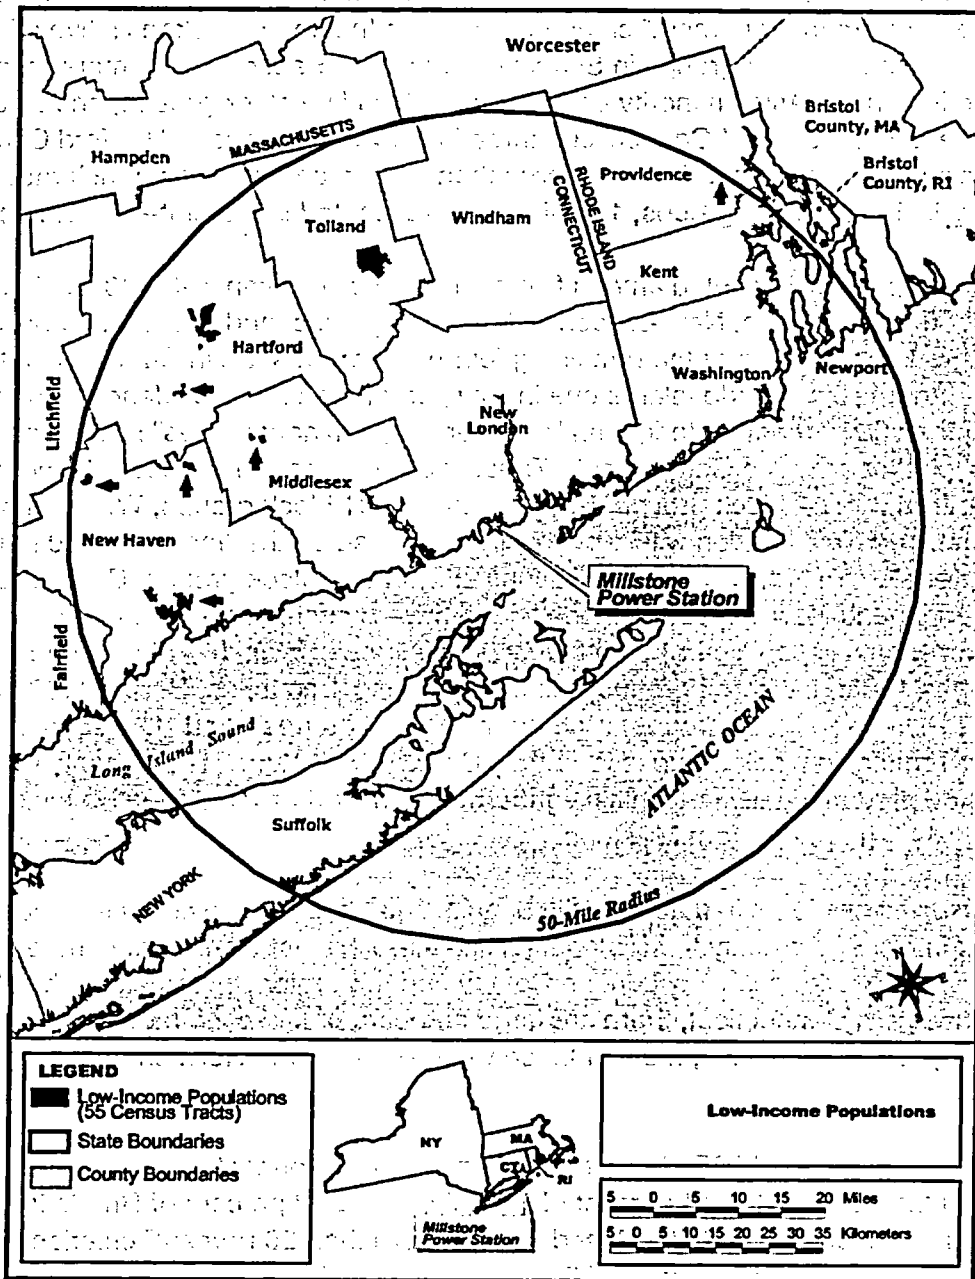 Worcester
Bristol
County, MA
MASSACHUSETTS
Hampden
Bristol
County, RI
Providence
RHODE ISLAND
CONNECTICUT
Tolland
Windham
Kent
Hartford
Washington
Newport
Litchfield
New
London
Middlesex
New Haven
Millstone
Power Station
Fairfield
Long Island Sound
ATLANTIC OCEAN
Suffolk
NEW YORK
50-Mile Radius
LEGEND
Low-Income Populations
(55 Census Tracts)
State Boundaries
County Boundaries
NY
MA
CT
RI
Millstone
Power Station
Low-Income Populations
5 0 5 10 15 20 Miles
5 0 5 10 15 20 25 30 35 Kilometers